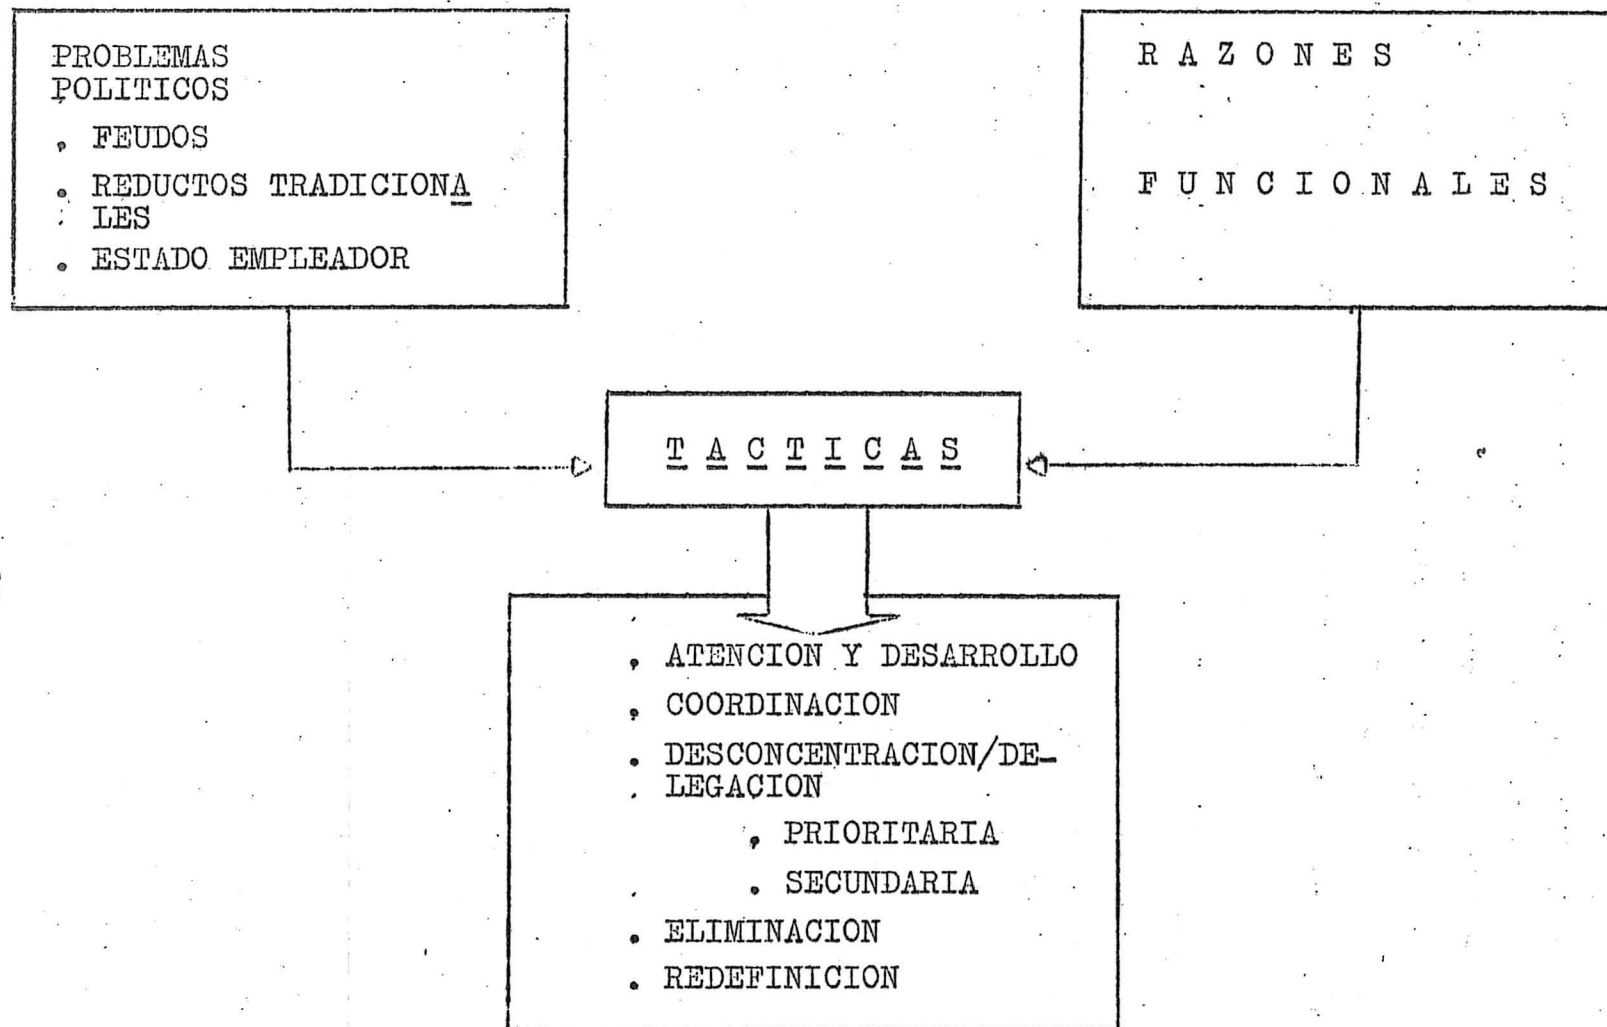 PROBLEMAS
POLITICOS
. FEUDOS
. REDUCTOS TRADICIONA
LES
. ESTADO EMPLEADOR
R A Z O N E S
F U N C I O N A L E S
T A C T I C A S
. ATENCION Y DESARROLLO
. COORDINACION
. DESCONCENTRACION/DE-
LEGACION
. PRIORITARIA
. SECUNDARIA
. ELIMINACION
. REDEFINICION